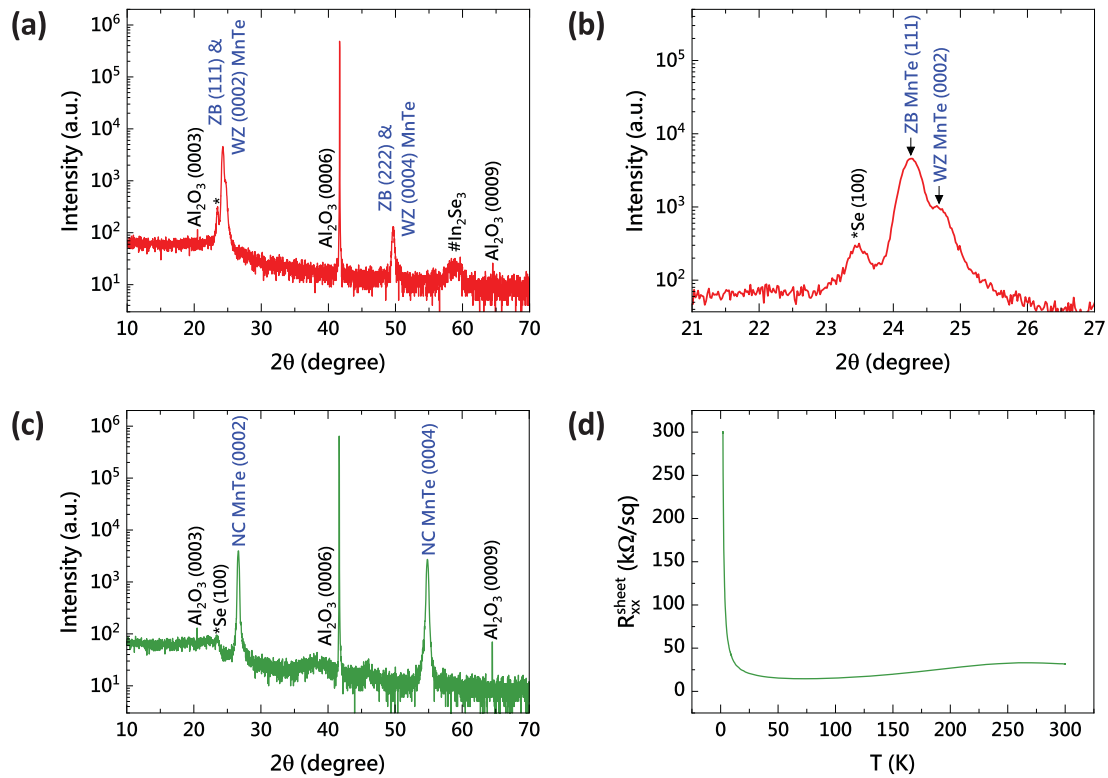 (a)
Intensity (a.u.)
10⁶
10⁵
10⁴
10³
10²
10¹
Al₂O₃ (0003)
*
ZB (111) &
WZ (0002) MnTe
Al₂O₃ (0006)
ZB (222) &
WZ (0004) MnTe
#In₂Se₃
Al₂O₃ (0009)
10 20 30 40 50 60 70
2θ (degree)
(b)
Intensity (a.u.)
10⁵
10⁴
10³
10²
*Se (100)
ZB MnTe (111)
WZ MnTe (0002)
21 22 23 24 25 26 27
2θ (degree)
(c)
Intensity (a.u.)
10⁶
10⁵
10⁴
10³
10²
10¹
Al₂O₃ (0003)
*Se (100)
NC MnTe (0002)
Al₂O₃ (0006)
NC MnTe (0004)
Al₂O₃ (0009)
10 20 30 40 50 60 70
2θ (degree)
(d)
Rₓₓˢʰᵉᵉᵗ (kΩ/sq)
300
250
200
150
100
50
0
0 50 100 150 200 250 300
T (K)